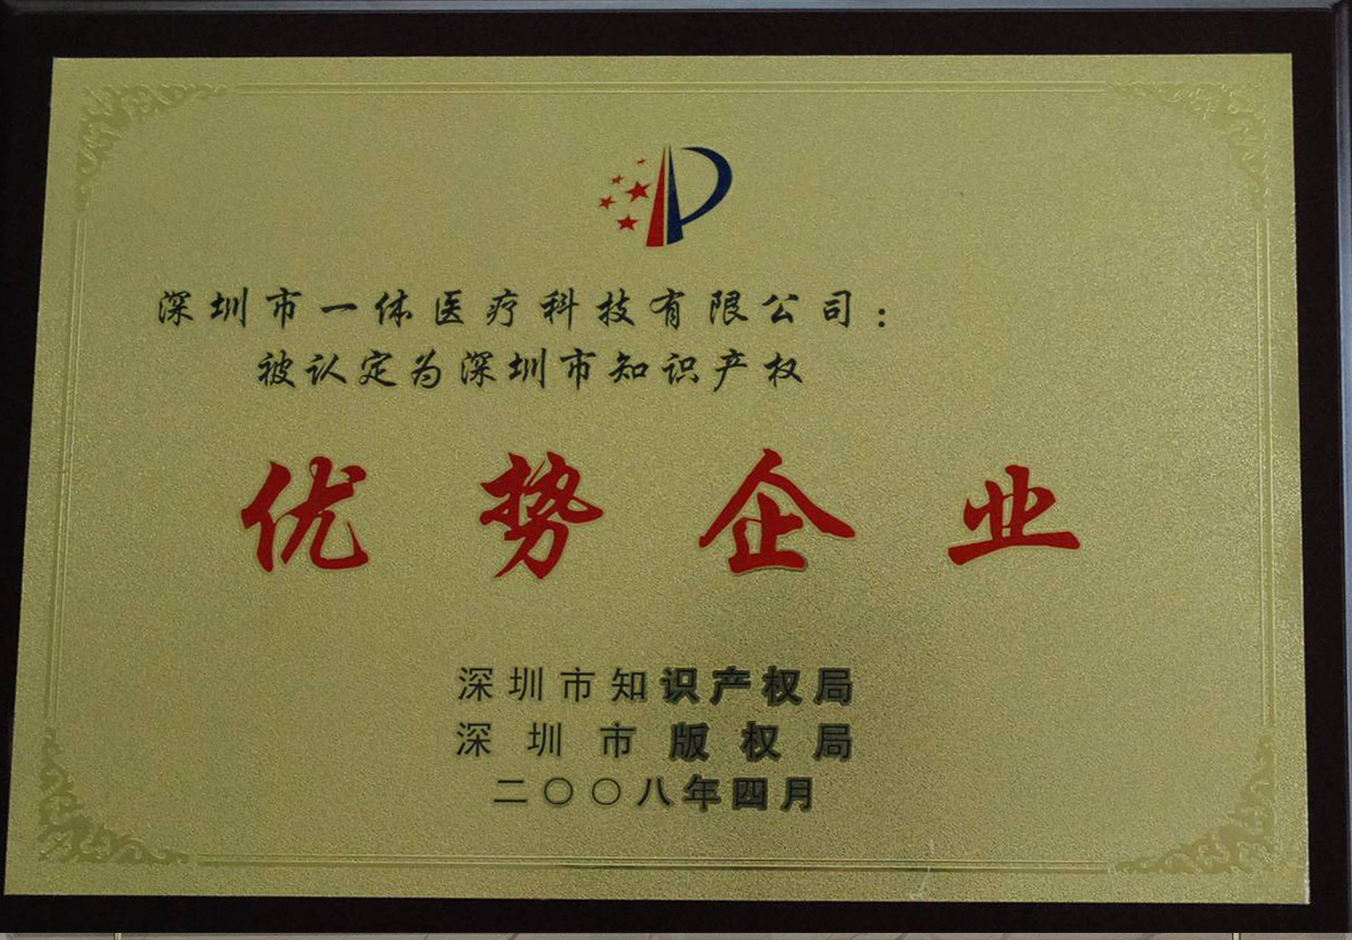 深圳市一体医疗科技有限公司：
被认定为深圳市知识产权
优势企业
深圳市知识产权局
深圳市版权局
二〇〇八年四月